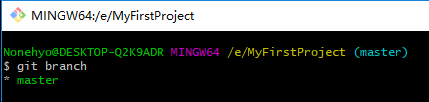 MINGW64:/e/MyFirstProject
Nonehyo@DESKTOP-Q2K9ADR MINGW64 /e/MyFirstProject (master)
$ git branch
* master